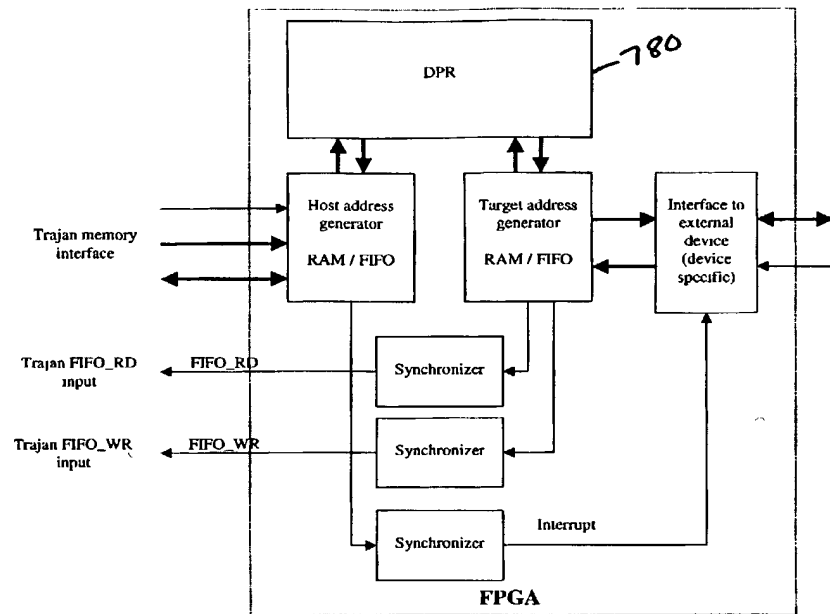 DPR
780
Host address
generator
RAM / FIFO
Target address
generator
RAM / FIFO
Interface to
external
device
(device
specific)
Trajan memory
interface
Trajan FIFO_RD
input
FIFO_RD
Synchronizer
Trajan FIFO_WR
input
FIFO_WR
Synchronizer
Synchronizer
Interrupt
FPGA